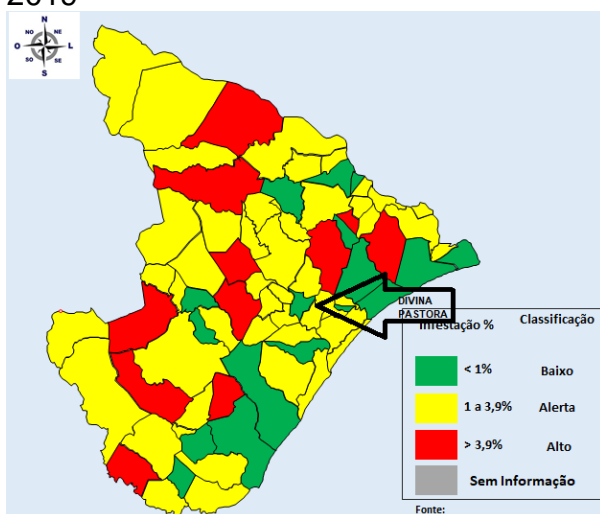 2018
N
NO NE
O L
SO SE
S
DIVINA
PASTORA
Infestação % Classificação
< 1% Baixo
1 a 3,9% Alerta
> 3,9% Alto
Sem Informação
Fonte: